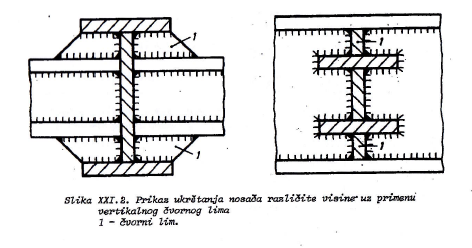 1
1
1
1
Slika XXI.2. Prikaz ukrštanja nosača različite visine uz primenu
vertikalnog čvornog lima
1 - čvorni lim.